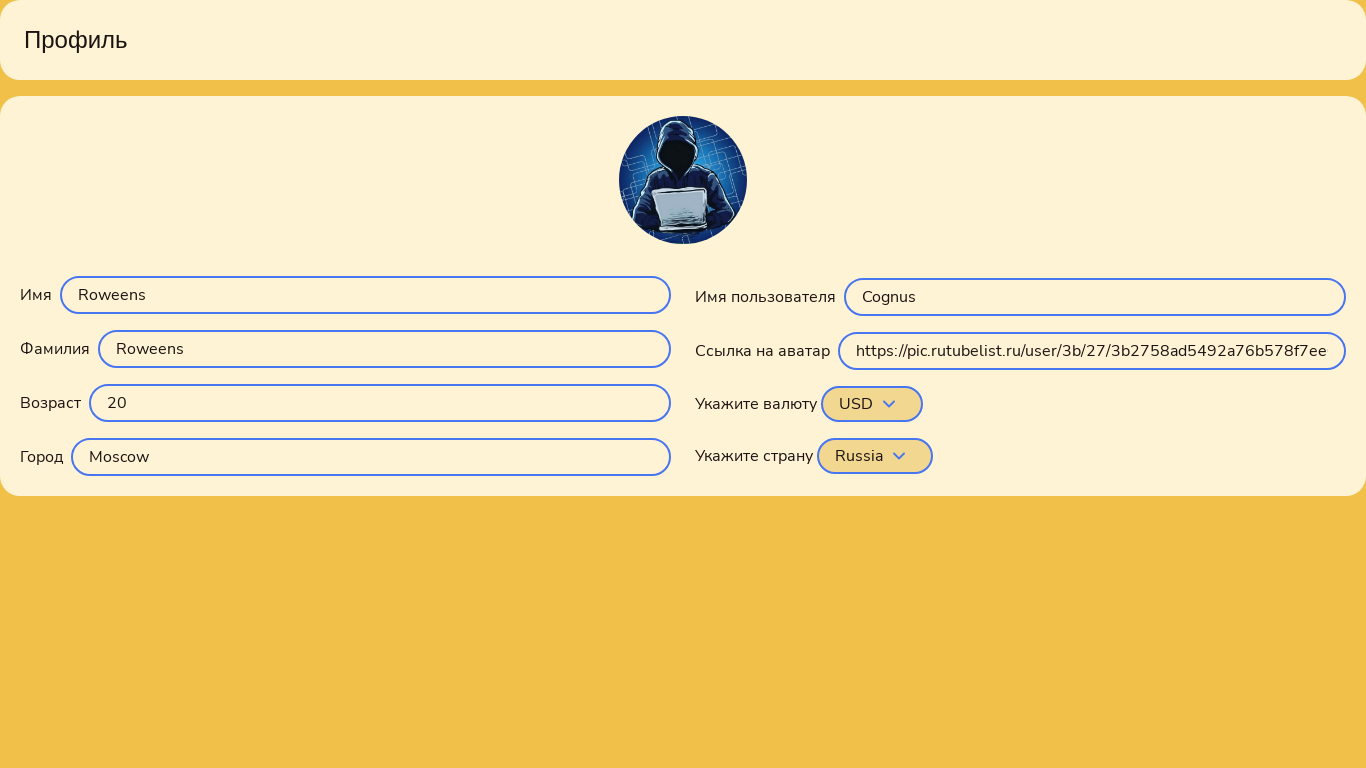 Профиль
Имя Roweens
Фамилия Roweens
Возраст 20
Город Moscow
Имя пользователя Cognus
Ссылка на аватар https://pic.rutubelist.ru/user/3b/27/3b2758ad5492a76b578f7ee
Укажите валюту USD
Укажите страну Russia